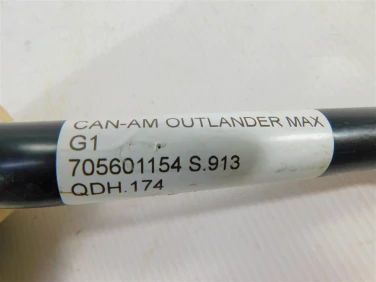 CAN-AM OUTLANDER MAX
G1
705601154 S.913
QDH.174